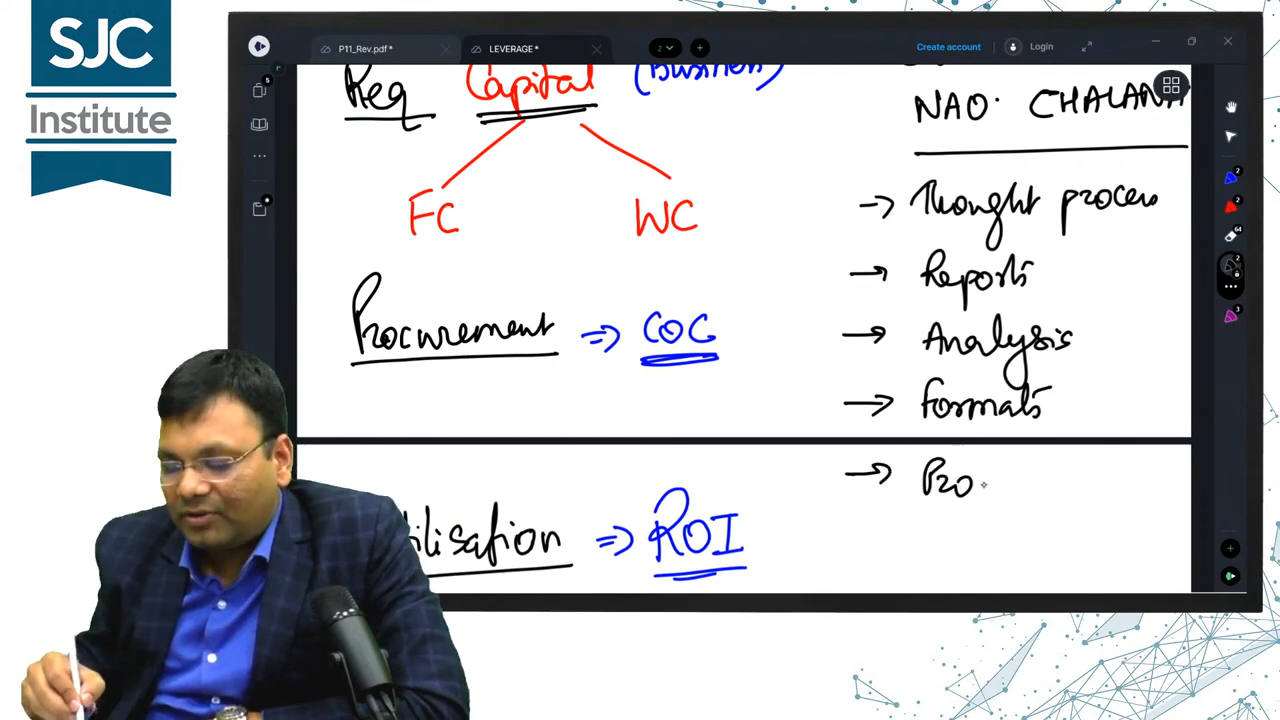 SJC
Institute
P11_Rev.pdf*
LEVERAGE*
2
Create account
Login
Req Capital (Business)
FC WC
Procurement => COC
ilisation => ROI
NAO. CHALANA
→ Thought process
→ Reports
→ Analysis
→ Formats
→ Pro